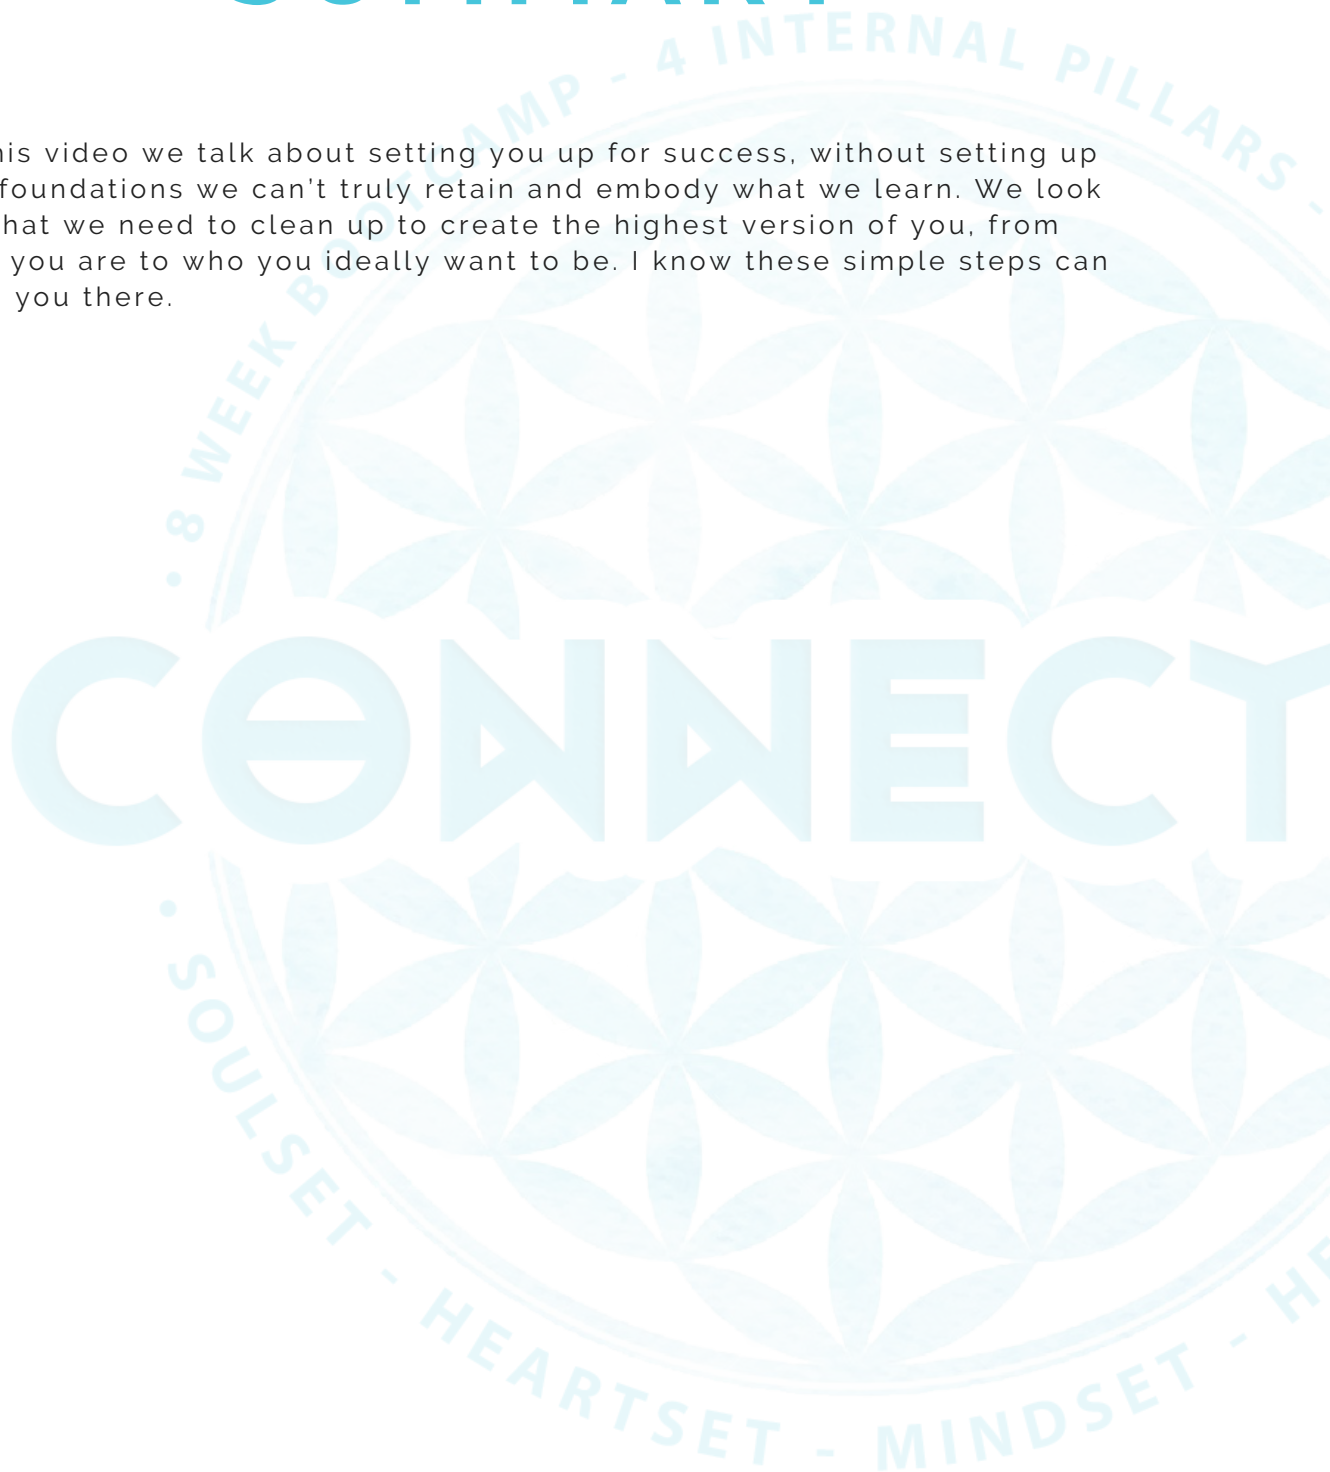 SUMMARY
his video we talk about setting you up for success, without setting up
foundations we can't truly retain and embody what we learn. We look
hat we need to clean up to create the highest version of you, from
you are to who you ideally want to be. I know these simple steps can
you there.
• 8 WEEK BOOTCAMP - 4 INTERNAL PILLARS -
CONNECT
• SOULSET - HEARTSET - MINDSET - HE